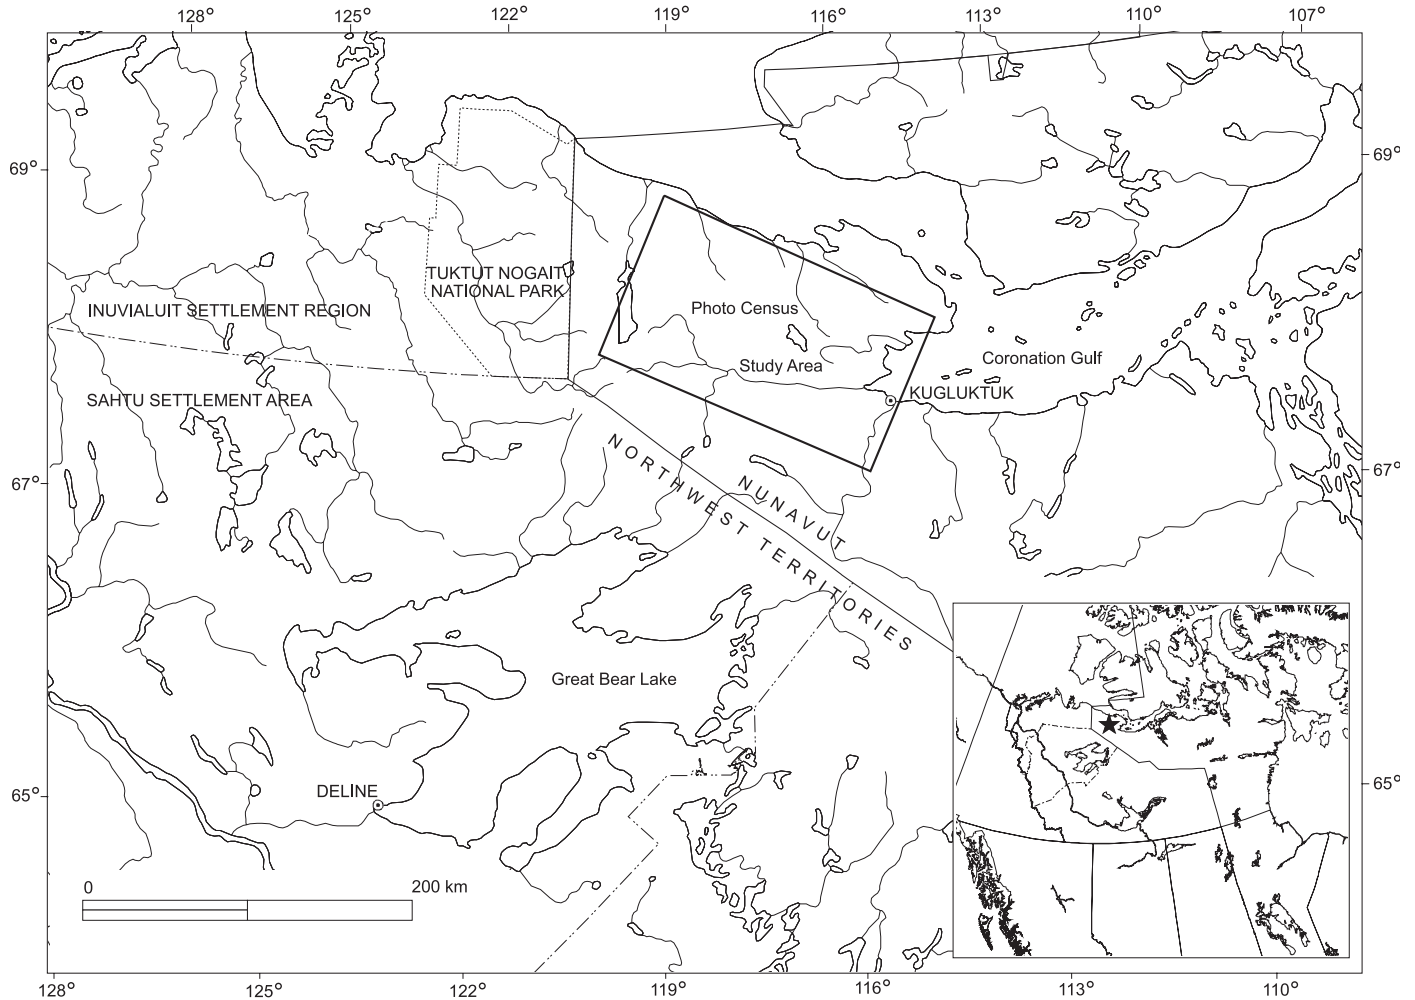 128° 125° 122° 119° 116° 113° 110° 107°
69° 69°
TUKTUT NOGAIT
NATIONAL PARK
INUVIALUIT SETTLEMENT REGION
Photo Census
Study Area
Coronation Gulf
SAHTU SETTLEMENT AREA
KUGLUKTUK
67° 67°
NUNAVUT
NORTHWEST TERRITORIES
Great Bear Lake
DELINE
65° 65°
0 200 km
128° 125° 122° 119° 116° 113° 110°